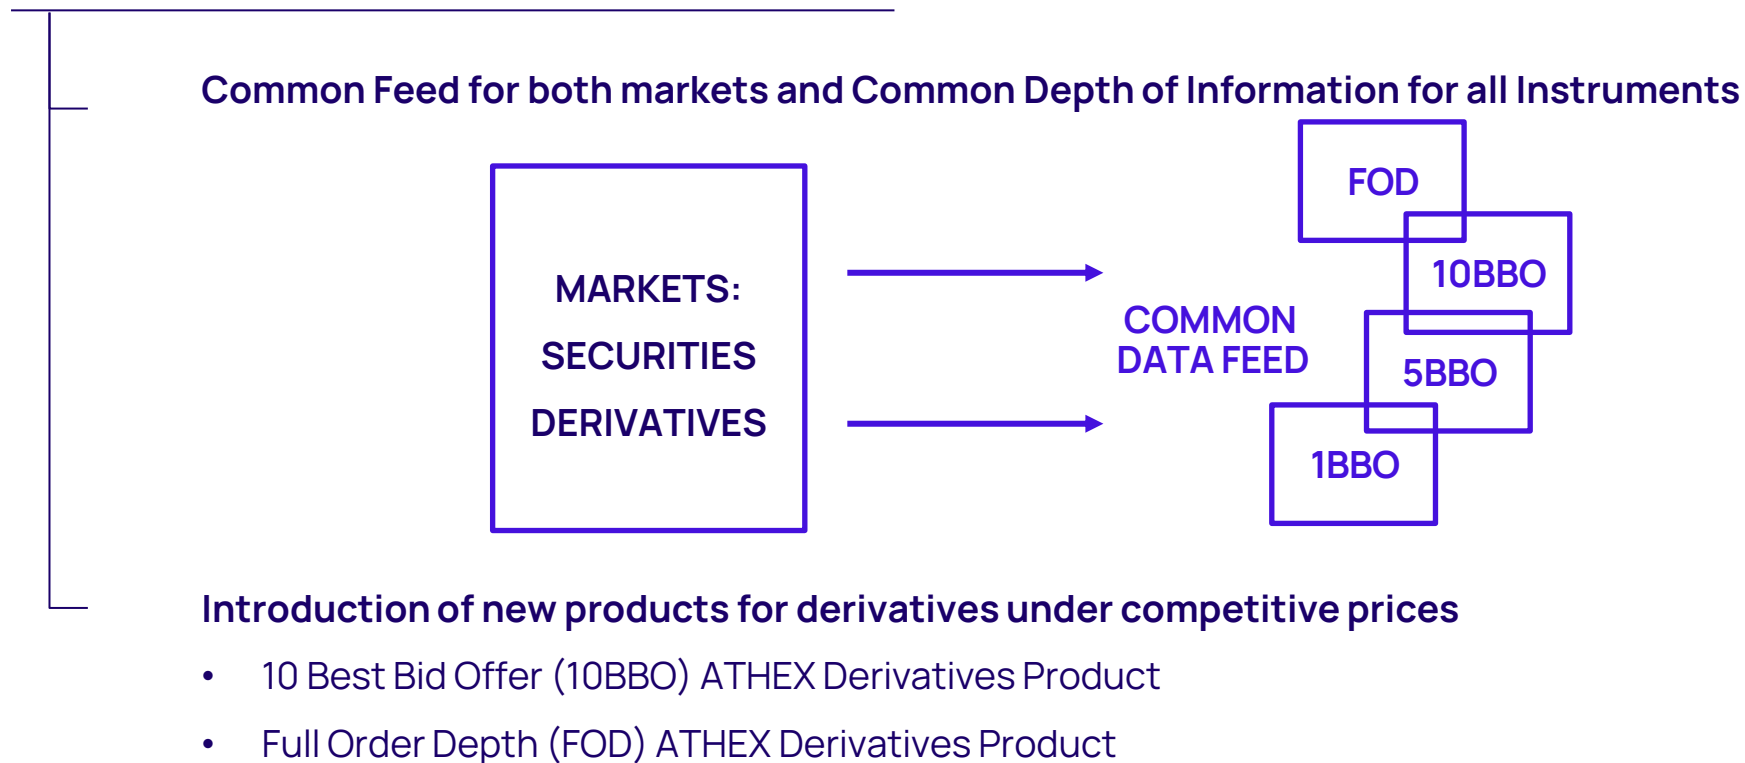 Common Feed for both markets and Common Depth of Information for all Instruments
MARKETS:
SECURITIES
DERIVATIVES
COMMON
DATA FEED
FOD
10BBO
5BBO
1BBO
Introduction of new products for derivatives under competitive prices
• 10 Best Bid Offer (10BBO) ATHEX Derivatives Product
• Full Order Depth (FOD) ATHEX Derivatives Product